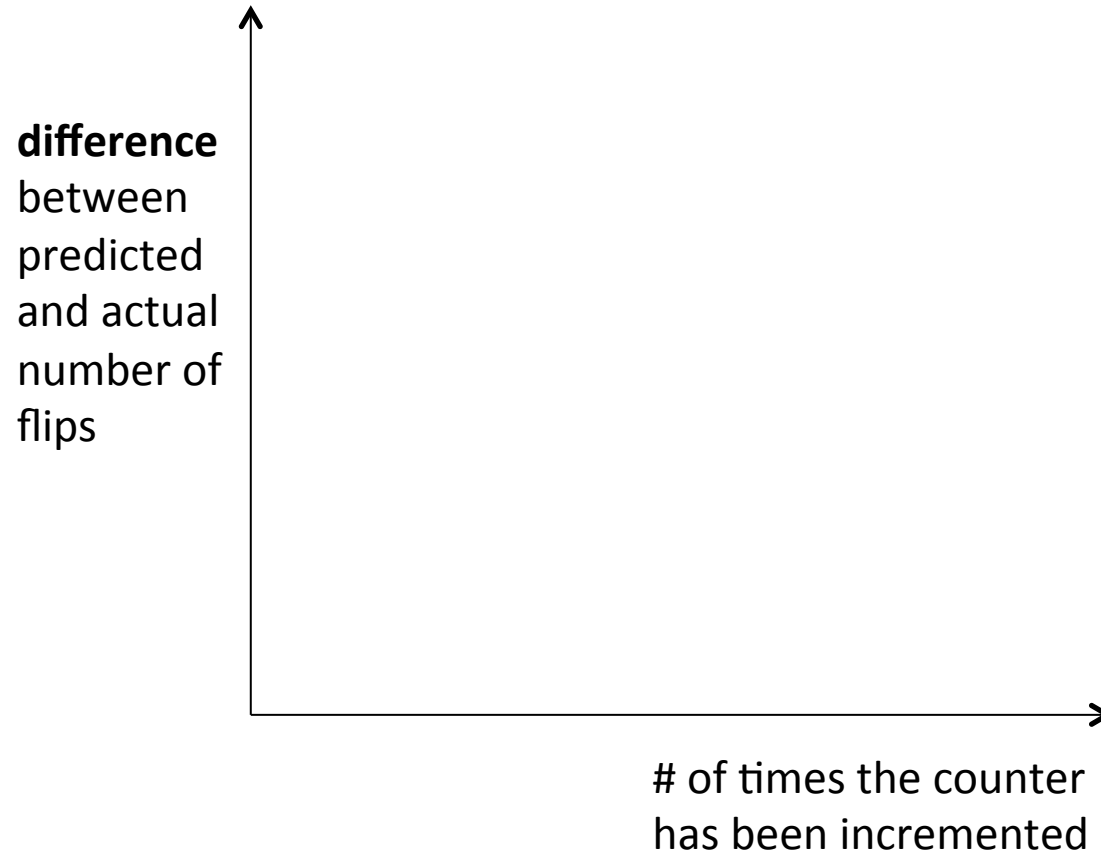 difference
between
predicted
and actual
number of
flips
# of times the counter
has been incremented